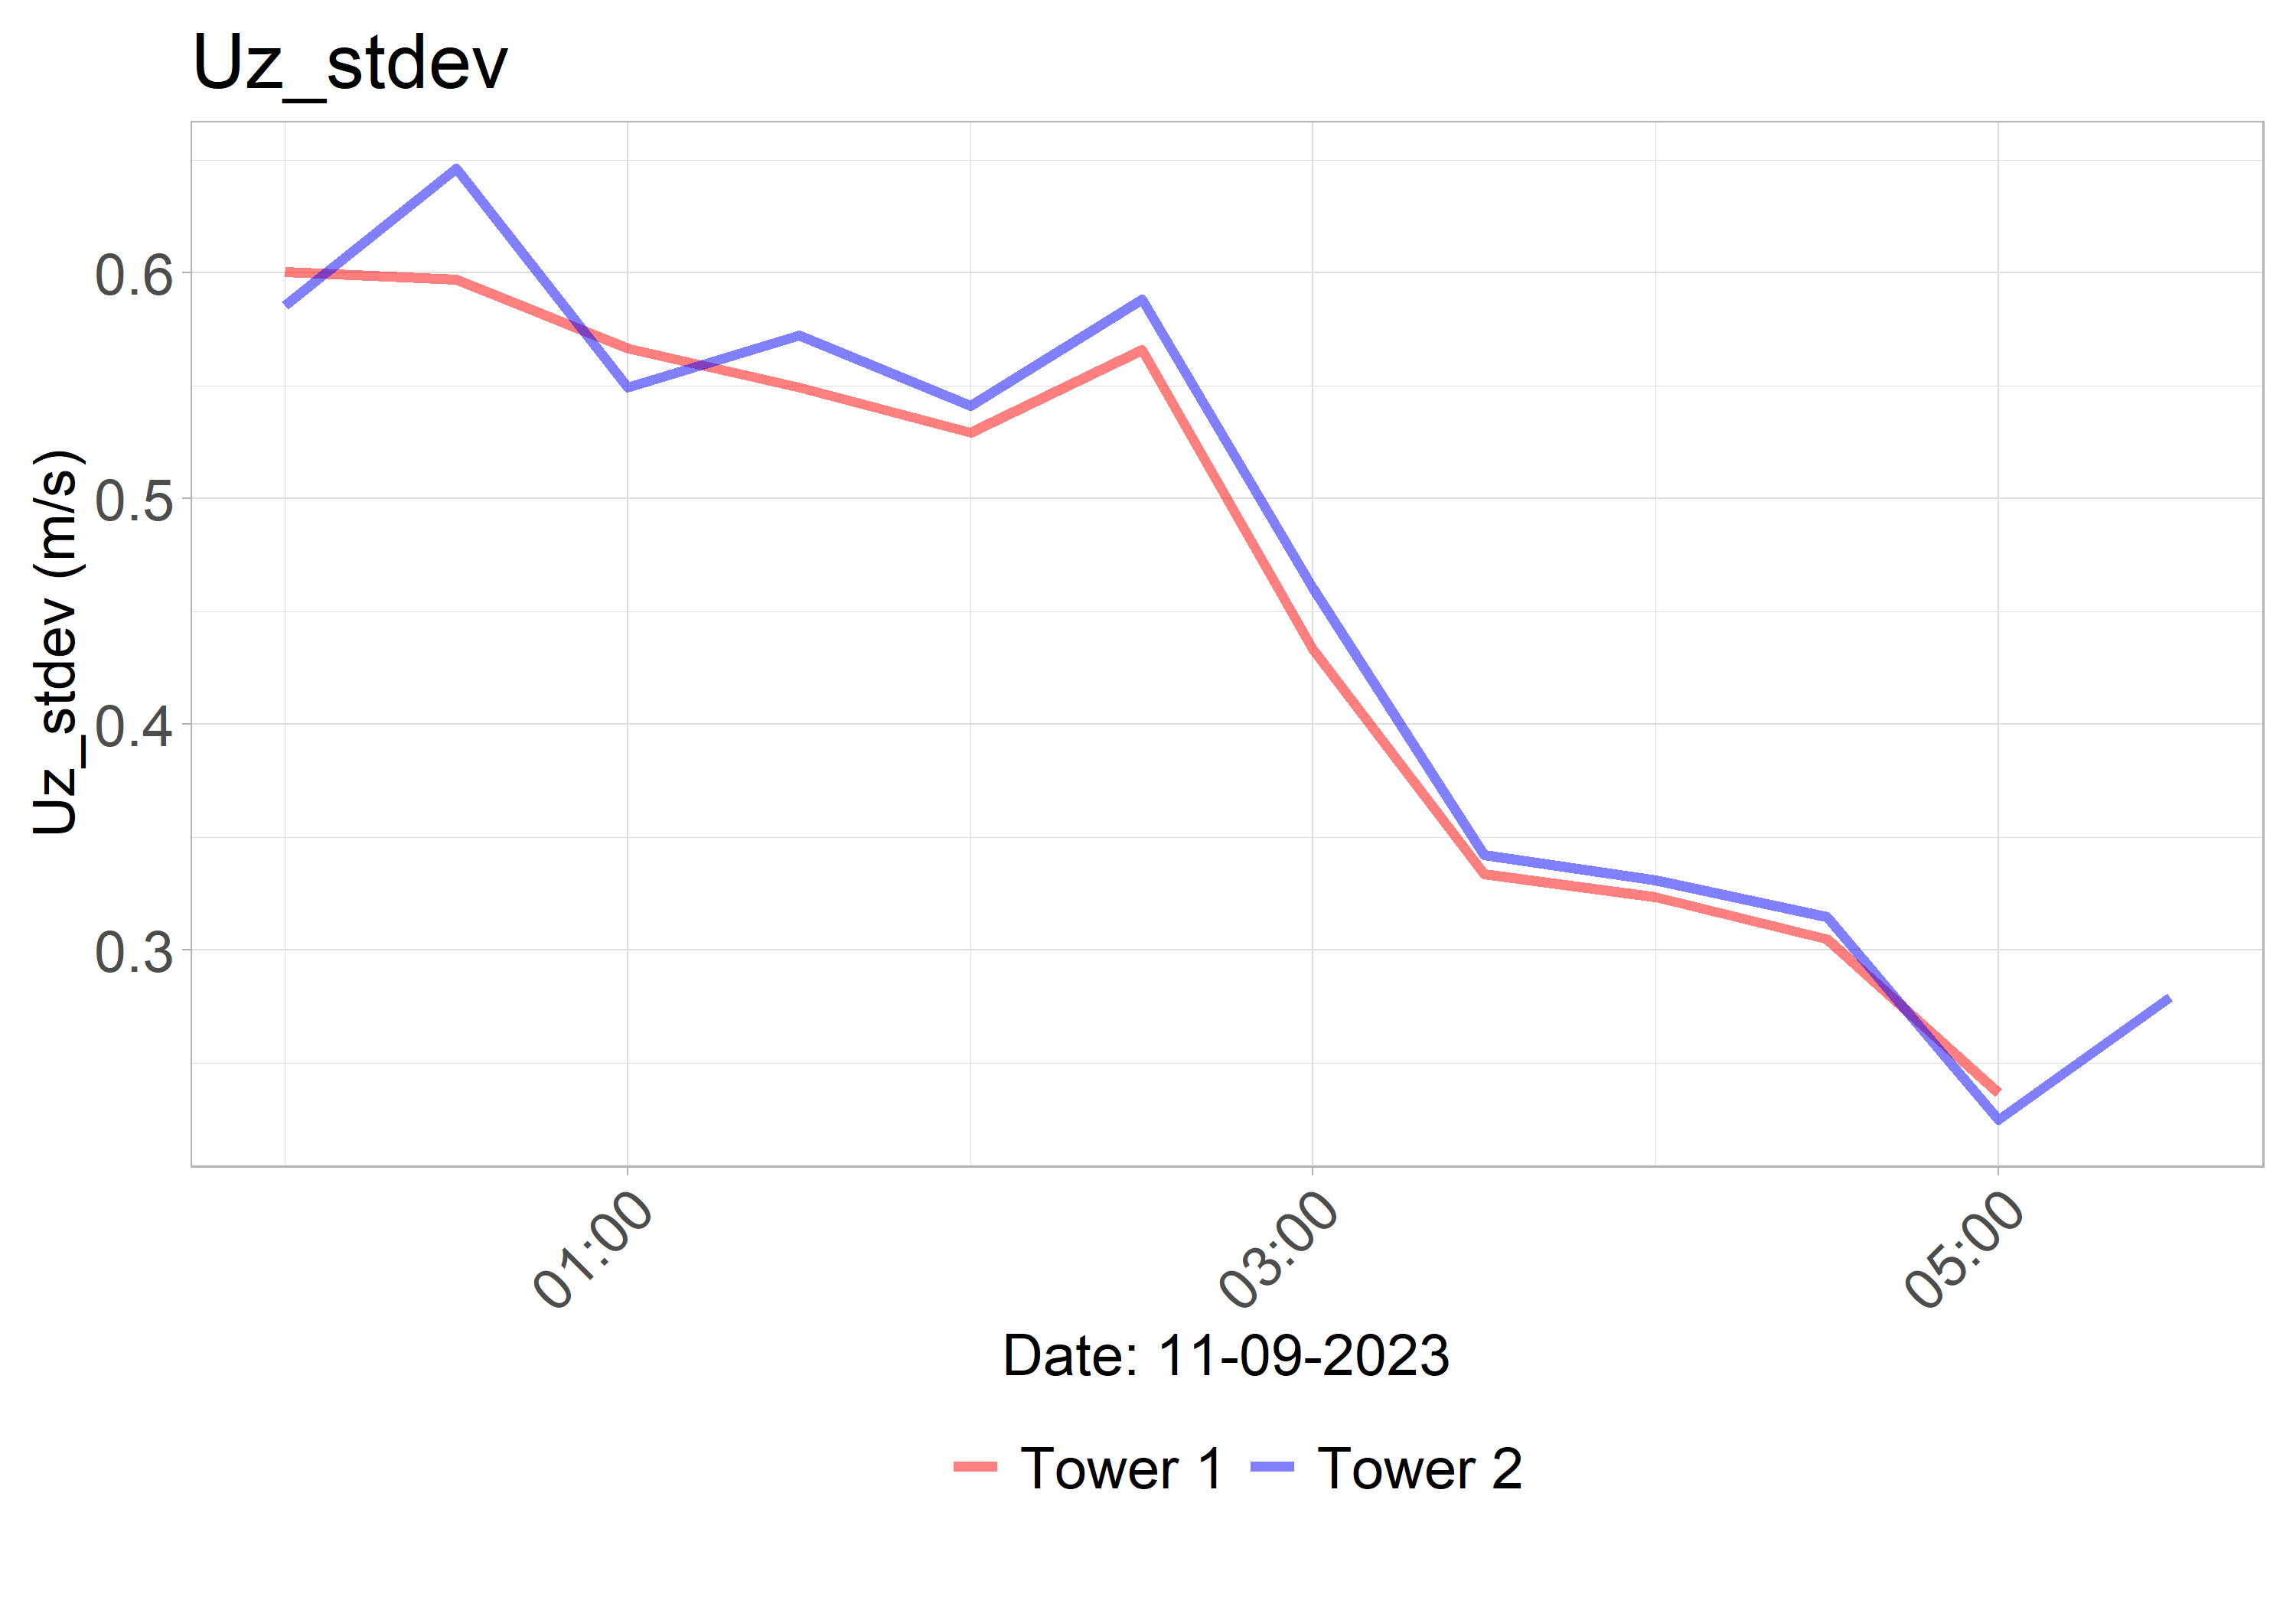 Uz_stdev
Uz_stdev (m/s)
0.6
0.5
0.4
0.3
01:00 03:00 05:00
Date: 11-09-2023
Tower 1 Tower 2